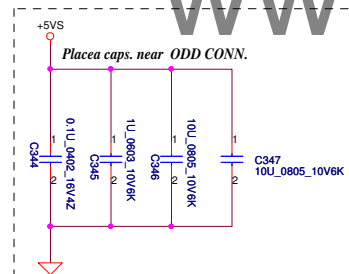 WW
+5VS
Placea caps. near ODD CONN.
1
2
C344
0.1U_0402_16V4Z
1
2
C345
1U_0603_10V6K
1
2
C346
10U_0805_10V6K
1
2
C347
10U_0805_10V6K